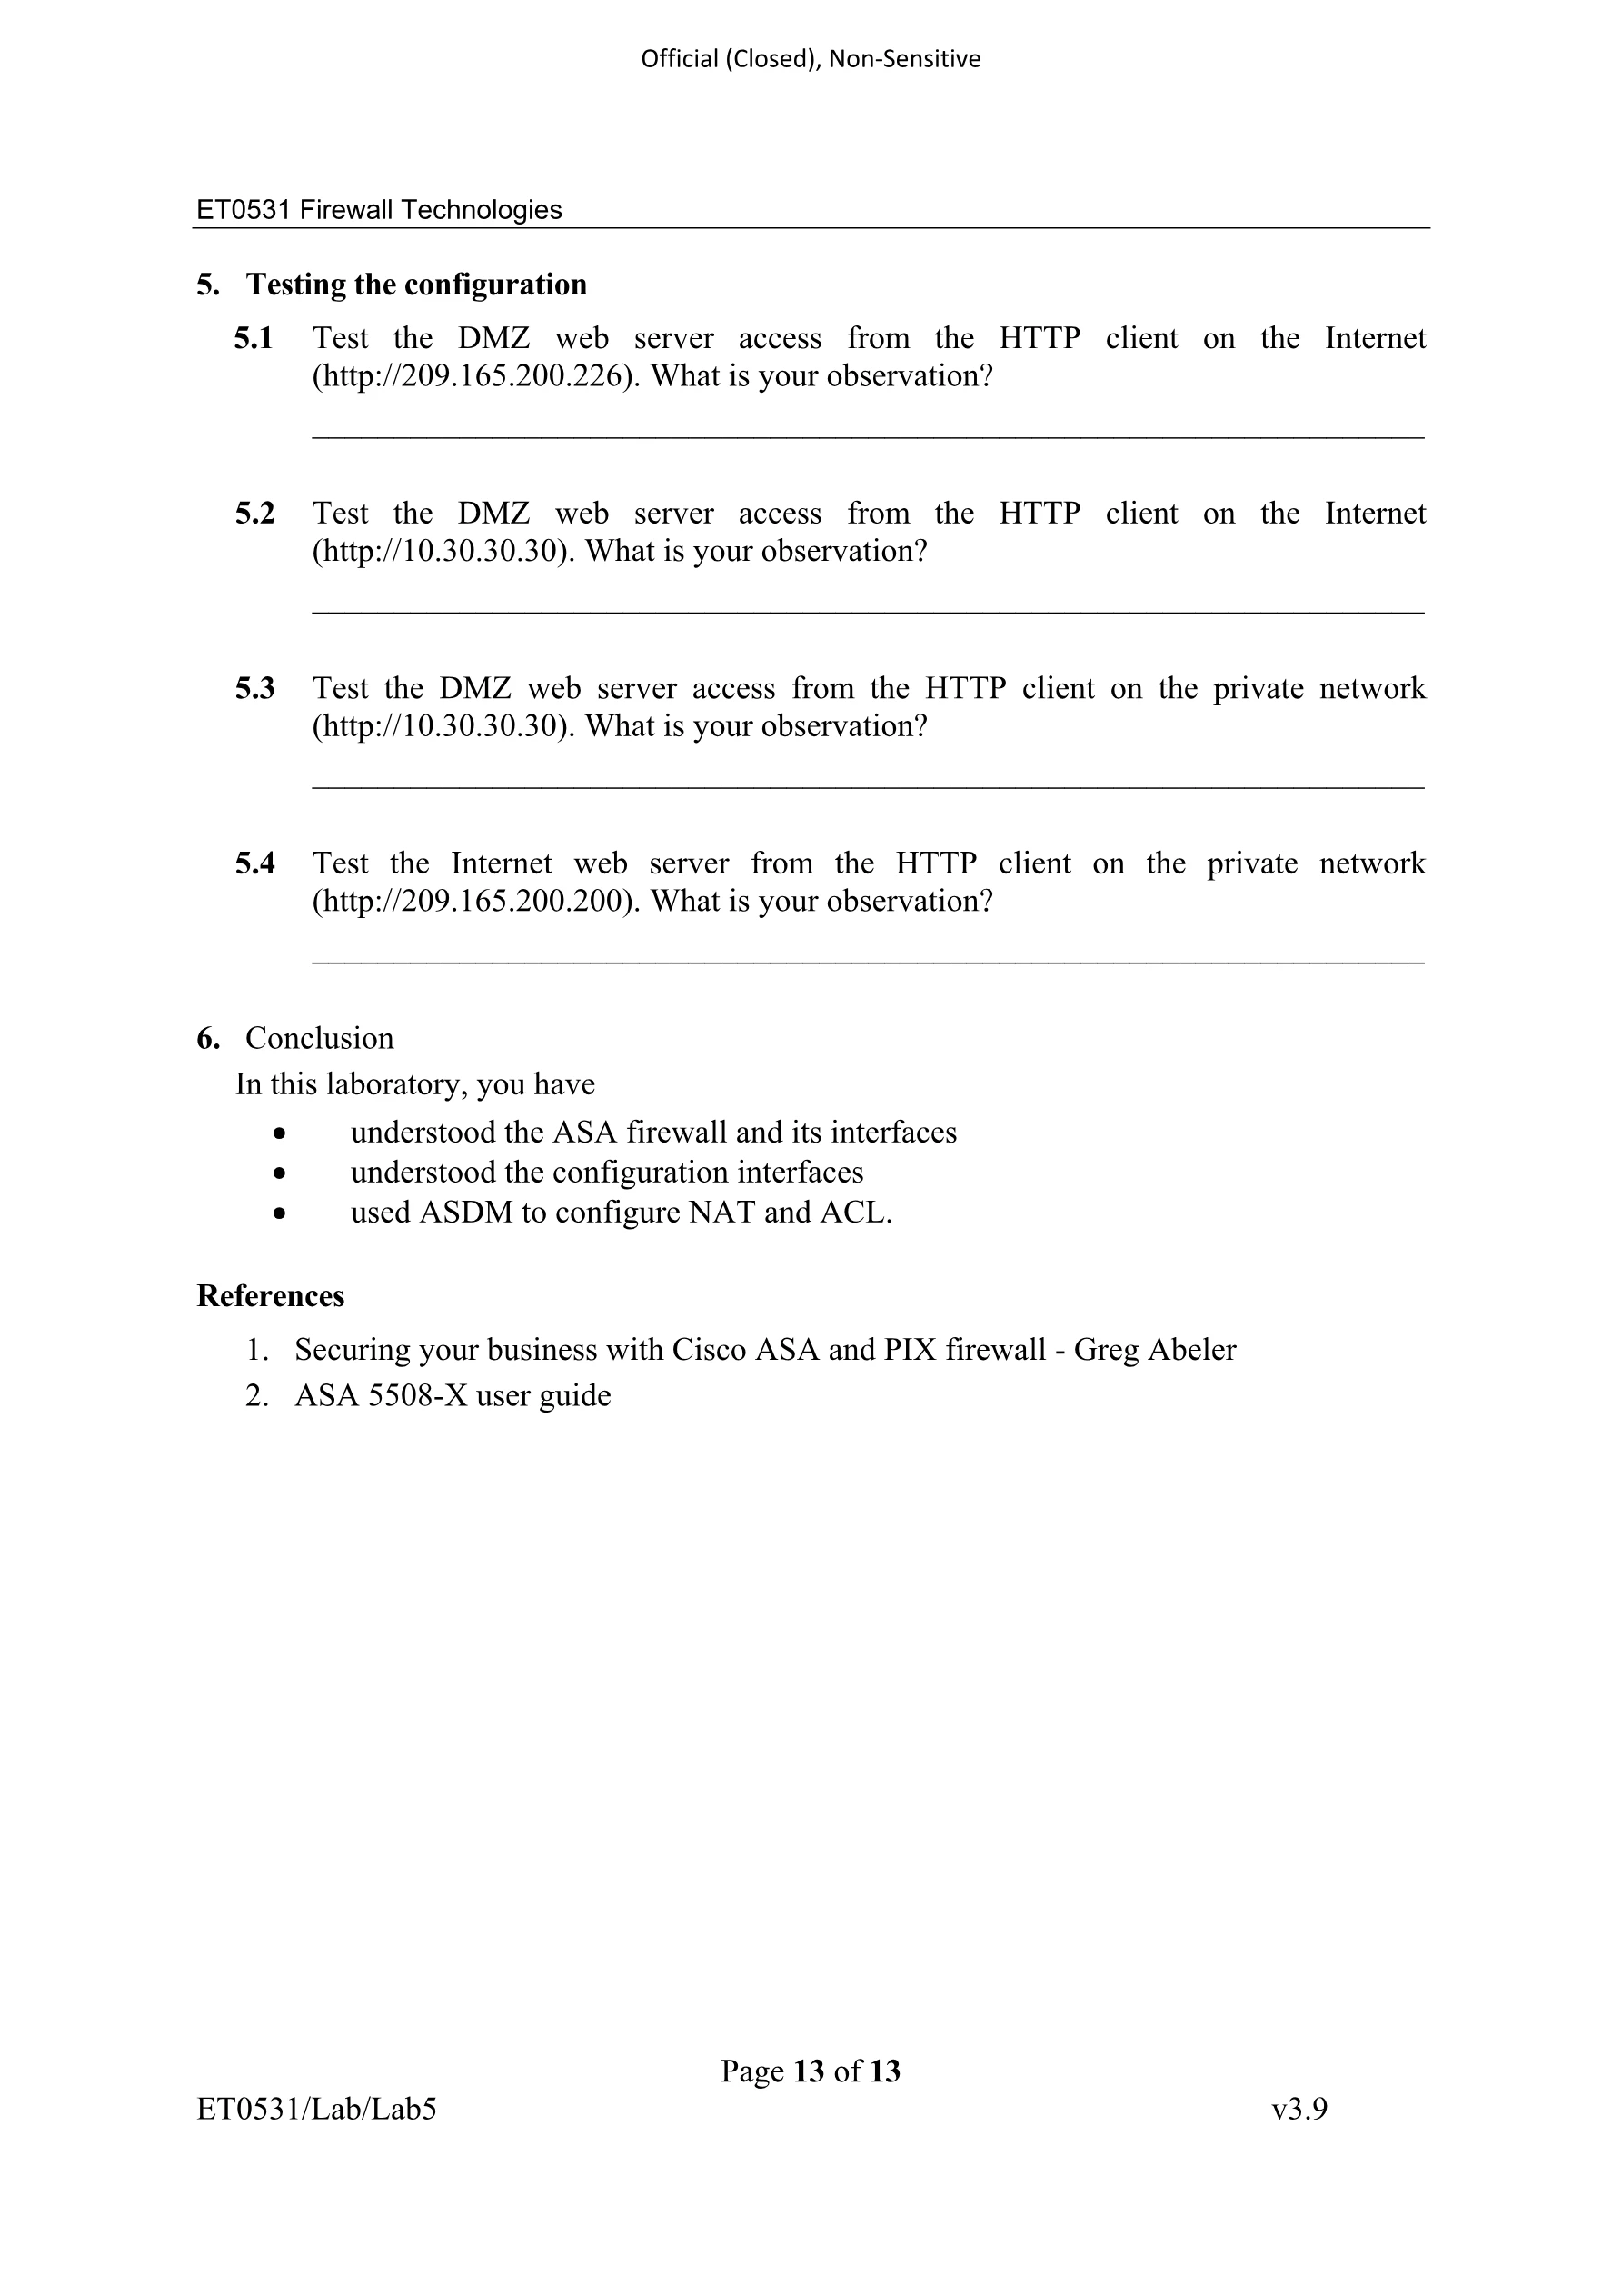 Official (Closed), Non-Sensitive
ET0531 Firewall Technologies
5. Testing the configuration
5.1 Test the DMZ web server access from the HTTP client on the Internet
(http://209.165.200.226). What is your observation?
5.2 Test the DMZ web server access from the HTTP client on the Internet
(http://10.30.30.30). What is your observation?
5.3 Test the DMZ web server access from the HTTP client on the private network
(http://10.30.30.30). What is your observation?
5.4 Test the Internet web server from the HTTP client on the private network
(http://209.165.200.200). What is your observation?
6. Conclusion
In this laboratory, you have
• understood the ASA firewall and its interfaces
• understood the configuration interfaces
• used ASDM to configure NAT and ACL.
References
1. Securing your business with Cisco ASA and PIX firewall - Greg Abeler
2. ASA 5508-X user guide
Page 13 of 13
ET0531/Lab/Lab5 v3.9